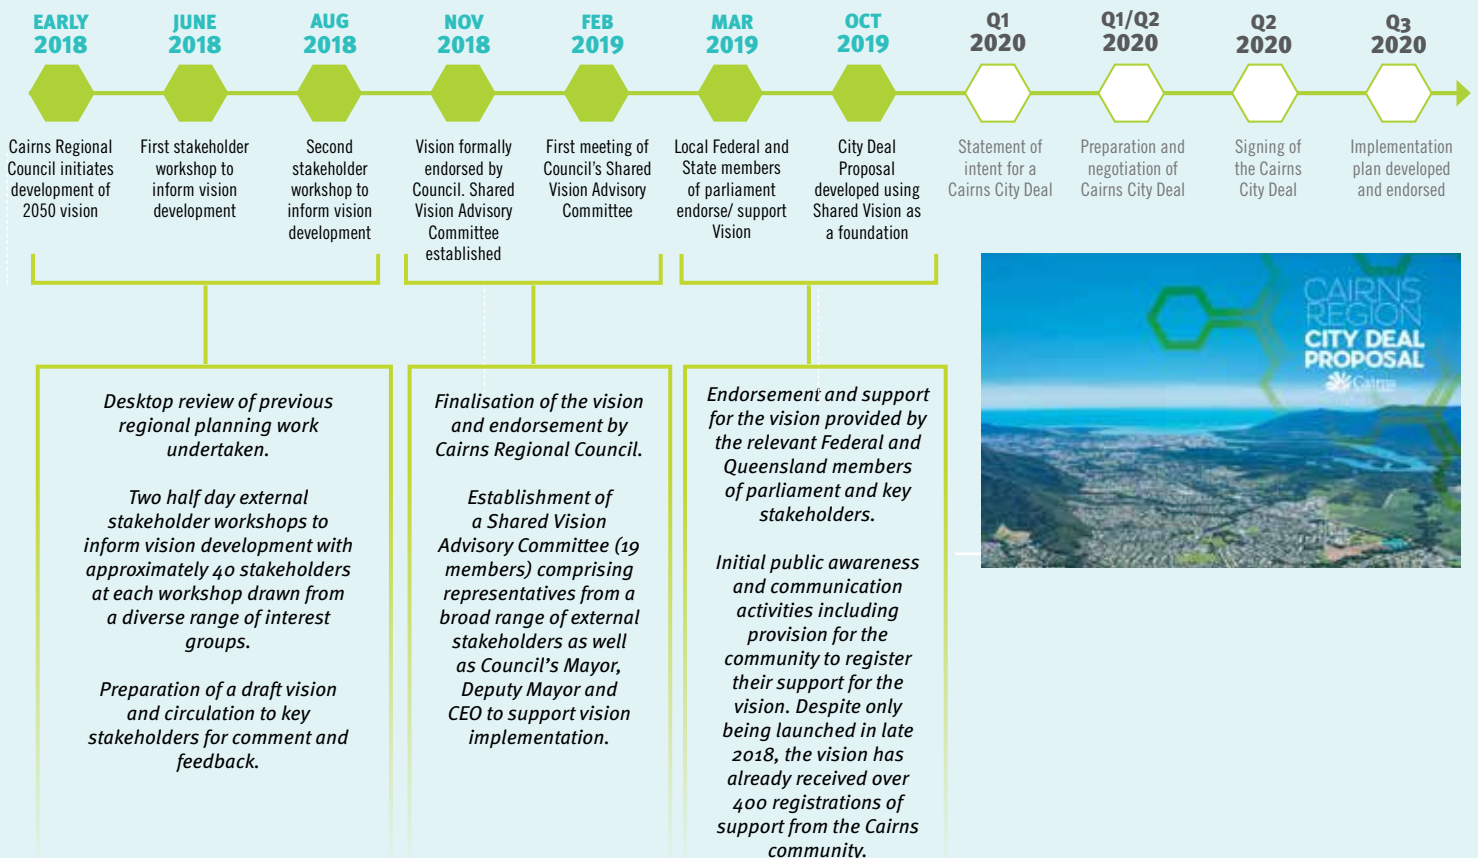 EARLY
2018
JUNE
2018
AUG
2018
NOV
2018
FEB
2019
MAR
2019
OCT
2019
Q1
2020
Q1/Q2
2020
Q2
2020
Q3
2020
Cairns Regional
Council initiates
development of
2050 vision
First stakeholder
workshop to
inform vision
development
Second
stakeholder
workshop to
inform vision
development
Vision formally
endorsed by
Council. Shared
Vision Advisory
Committee
established
First meeting of
Council's Shared
Vision Advisory
Committee
Local Federal and
State members
of parliament
endorse/ support
Vision
City Deal
Proposal
developed using
Shared Vision as
a foundation
Statement of
intent for a
Cairns City Deal
Preparation and
negotiation of
Cairns City Deal
Signing of
the Cairns
City Deal
Implementation
plan developed
and endorsed
Desktop review of previous
regional planning work
undertaken.
Two half day external
stakeholder workshops to
inform vision development with
approximately 40 stakeholders
at each workshop drawn from
a diverse range of interest
groups.
Preparation of a draft vision
and circulation to key
stakeholders for comment and
feedback.
Finalisation of the vision
and endorsement by
Cairns Regional Council.
Establishment of
a Shared Vision
Advisory Committee (19
members) comprising
representatives from a
broad range of external
stakeholders as well
as Council's Mayor,
Deputy Mayor and
CEO to support vision
implementation.
Endorsement and support
for the vision provided by
the relevant Federal and
Queensland members
of parliament and key
stakeholders.
Initial public awareness
and communication
activities including
provision for the
community to register
their support for the
vision. Despite only
being launched in late
2018, the vision has
already received over
400 registrations of
support from the Cairns
community.
CAIRNS
REGION
CITY DEAL
PROPOSAL
Cairns